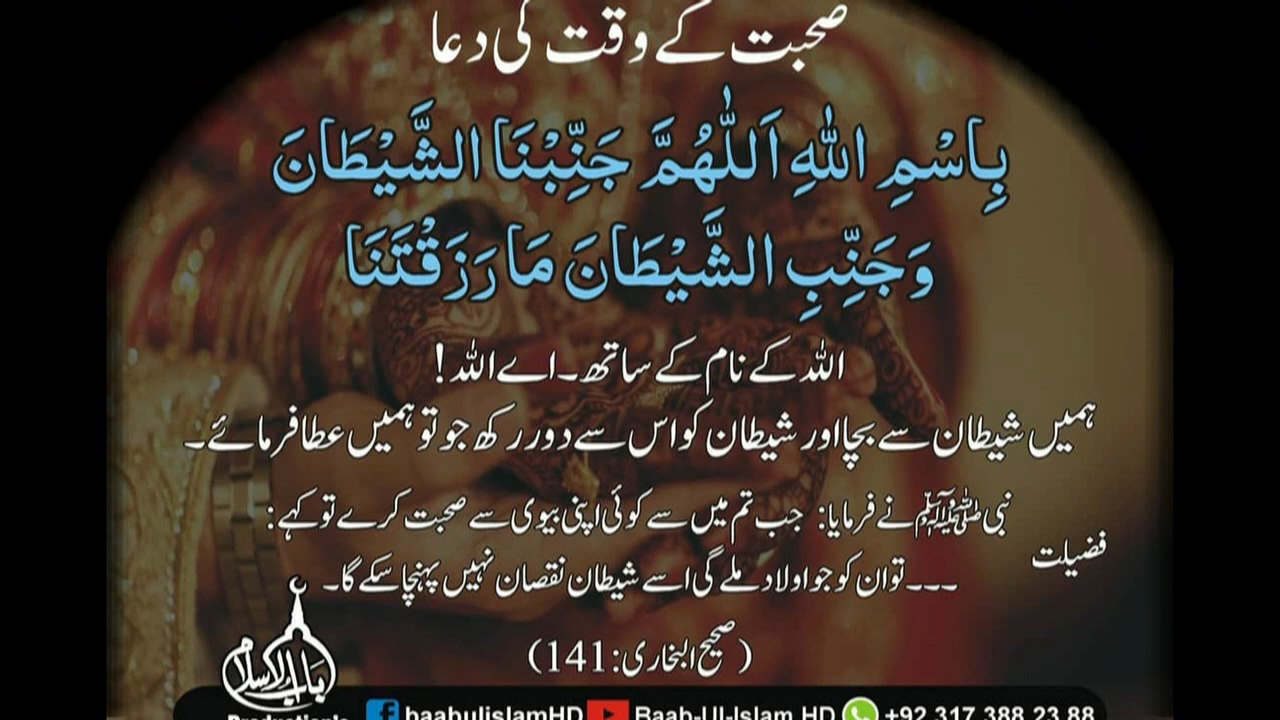 صحبت کے وقت کی دعا
بِاسْمِ اللّٰهِ اَللّٰهُمَّ جَنِّبْنَا الشَّيْطَانَ
وَجَنِّبِ الشَّيْطَانَ مَا رَزَقْتَنَا
اللہ کے نام کے ساتھ۔ اے اللہ!
ہمیں شیطان سے بچا اور شیطان کو اس سے دور رکھ جو تو ہمیں عطا فرمائے۔
نبی ﷺ نے فرمایا: جب تم میں سے کوئی اپنی بیوی سے صحبت کرے تو کہے:
فضیلت
۔۔۔ تو ان کو جو اولاد ملے گی اسے شیطان نقصان نہیں پہنچا سکے گا۔
(صحیح البخاری: 141)
باب الاسلام
Production's
baabulislamHD Baab-Ul-Islam HD +92 317 388 23 88